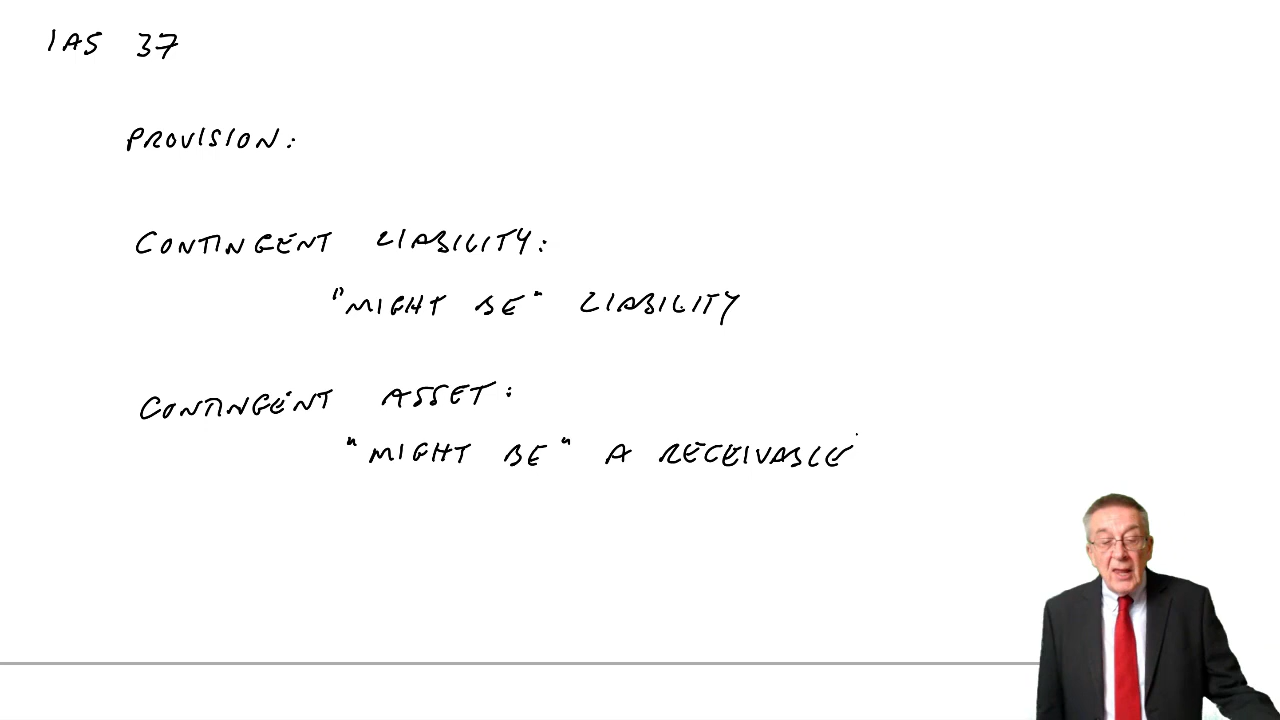 IAS 37
PROVISION:
CONTINGENT LIABILITY:
"MIGHT BE" LIABILITY
CONTINGENT ASSET:
"MIGHT BE" A RECEIVABLE